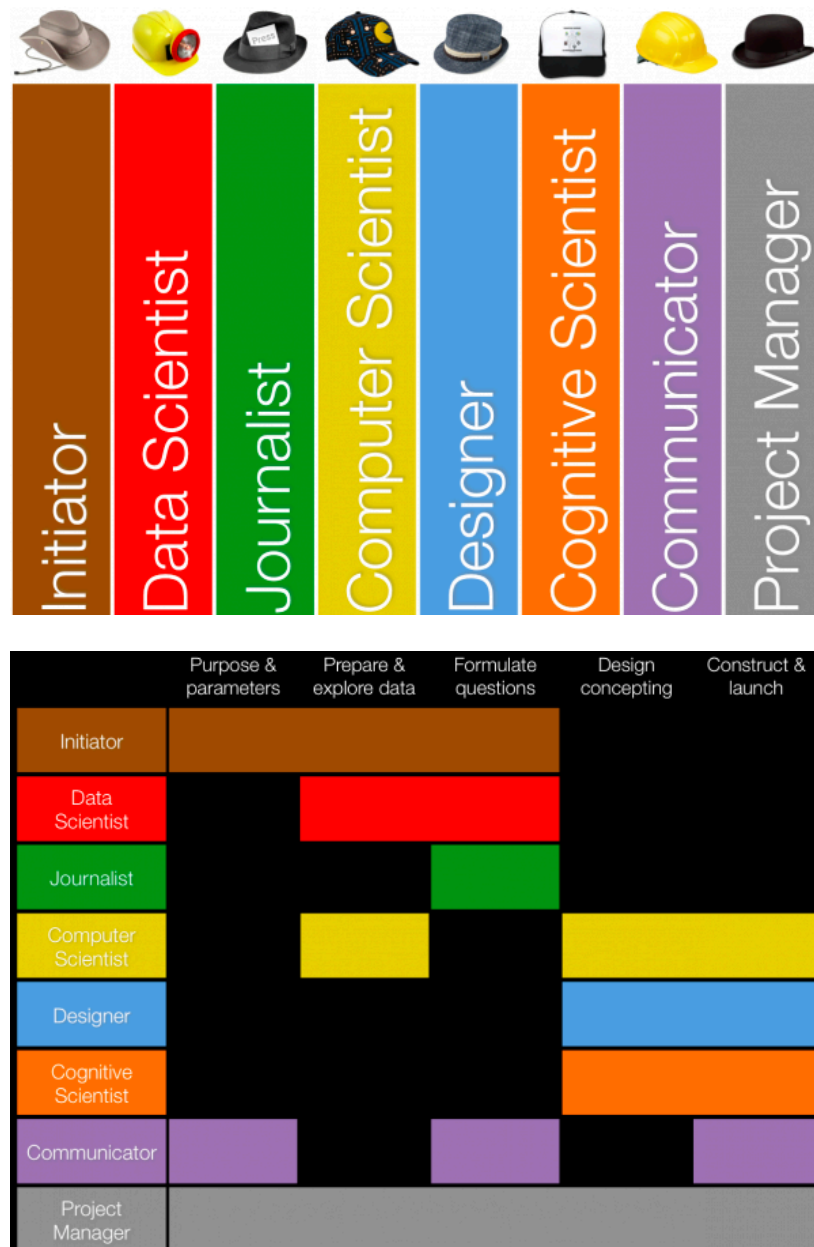 Press
Initiator
Data Scientist
Journalist
Computer Scientist
Designer
Cognitive Scientist
Communicator
Project Manager
Purpose &
parameters
Prepare &
explore data
Formulate
questions
Design
concepting
Construct &
launch
Initiator
Data
Scientist
Journalist
Computer
Scientist
Designer
Cognitive
Scientist
Communicator
Project
Manager